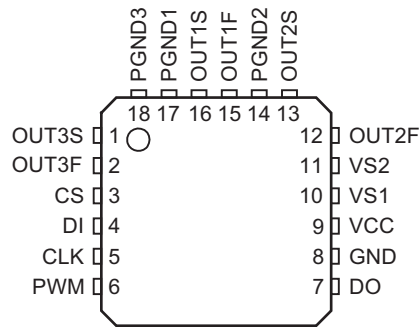 PGND3 PGND1 OUT1S OUT1F PGND2 OUT2S
18 17 16 15 14 13
OUT3S 1 12 OUT2F
OUT3F 2 11 VS2
CS 3 10 VS1
DI 4 9 VCC
CLK 5 8 GND
PWM 6 7 DO